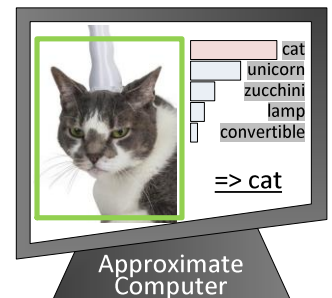 cat
unicorn
zucchini
lamp
convertible
=> cat
Approximate
Computer